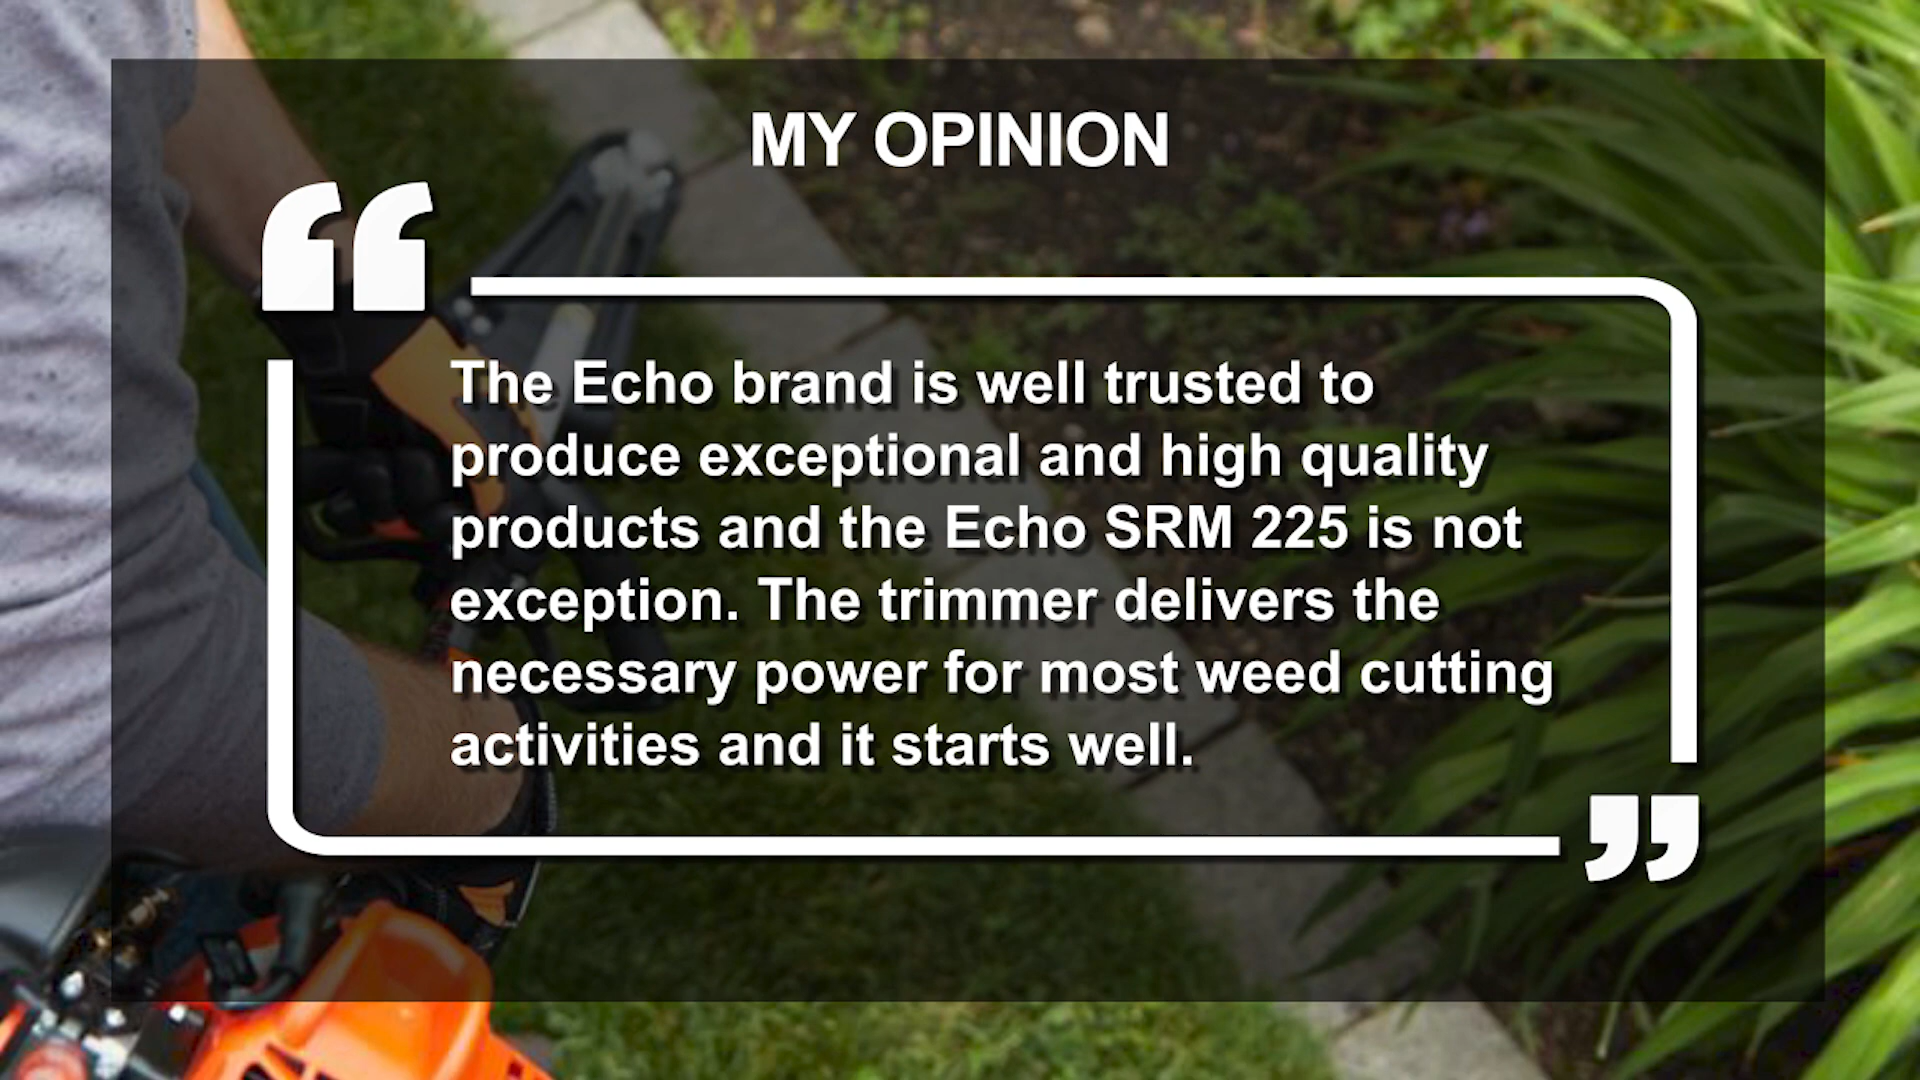 MY OPINION
The Echo brand is well trusted to
produce exceptional and high quality
products and the Echo SRM 225 is not
exception. The trimmer delivers the
necessary power for most weed cutting
activities and it starts well.